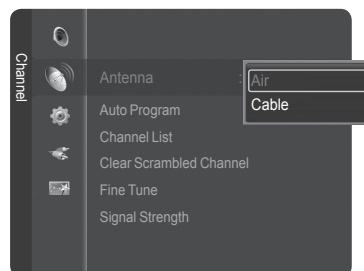 Channel
Antenna : Air
Cable
Auto Program
Channel List
Clear Scrambled Channel
Fine Tune
Signal Strength